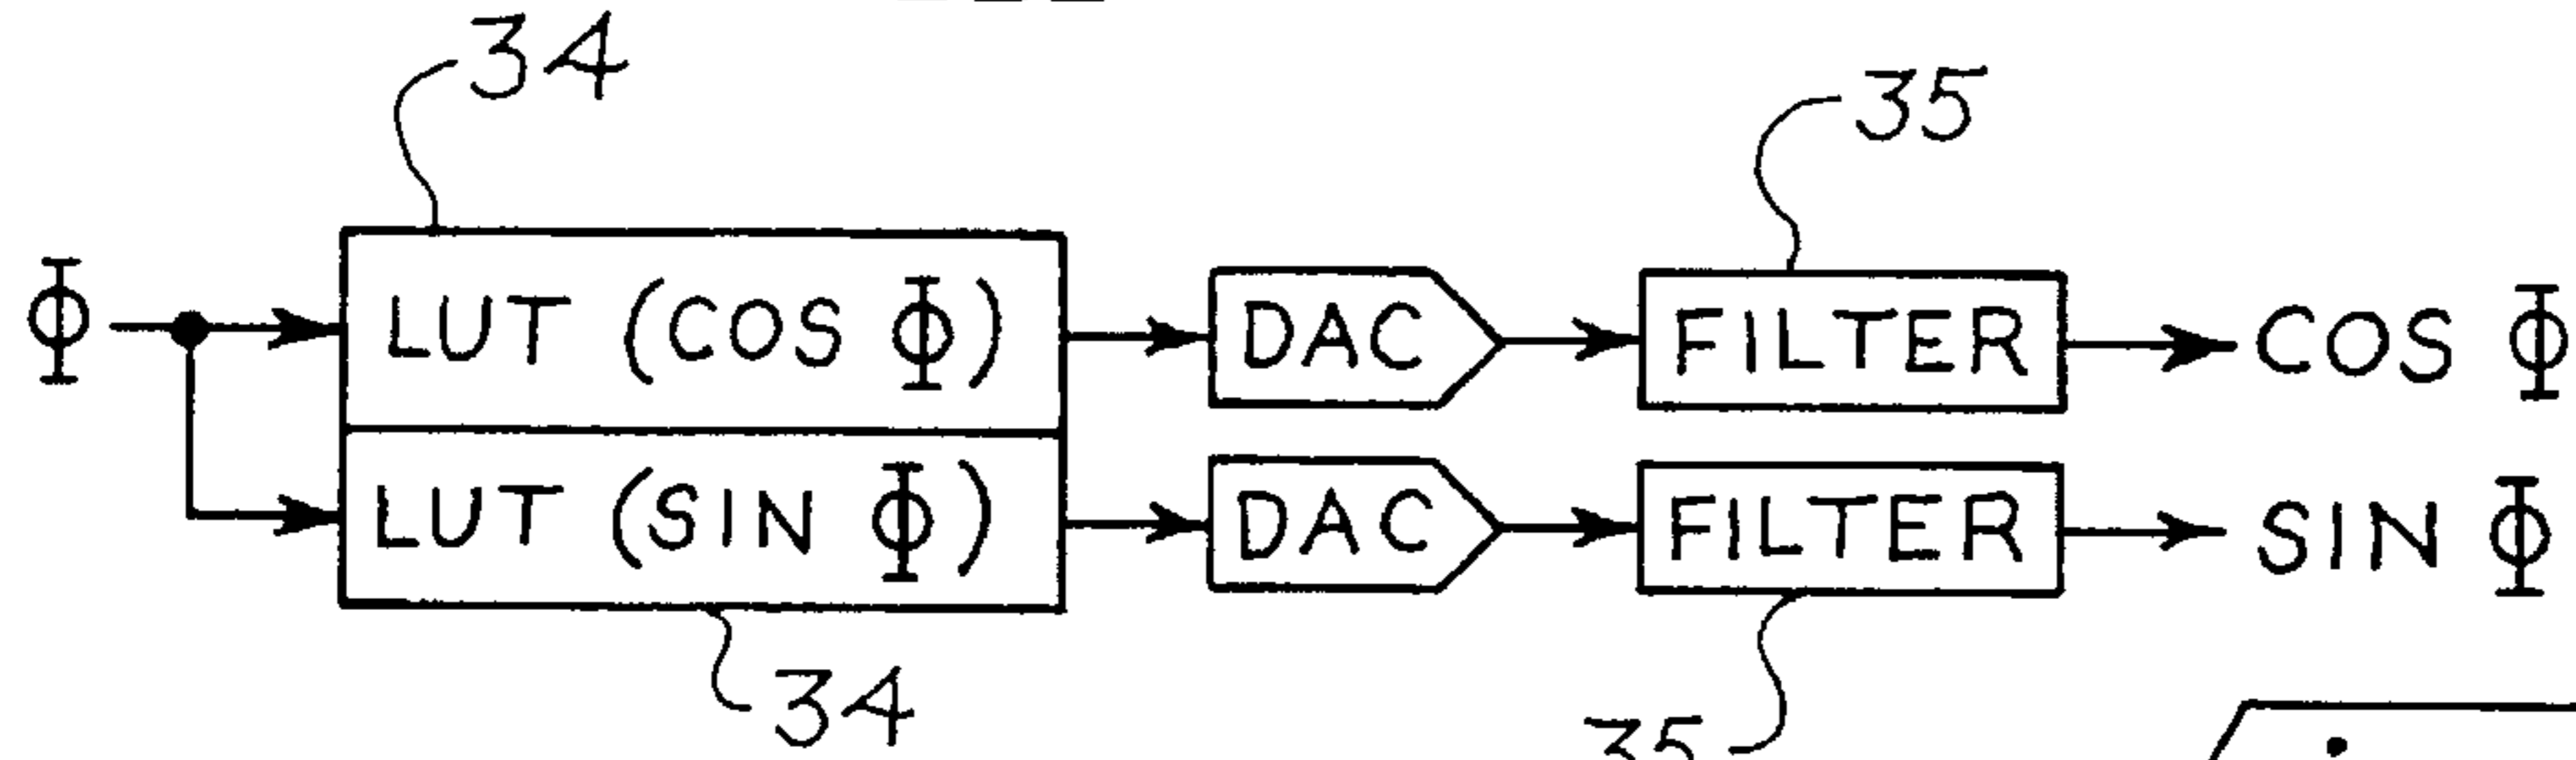 34
35
Φ LUT (COS Φ) DAC FILTER COS Φ
LUT (SIN Φ) DAC FILTER SIN Φ
34
35